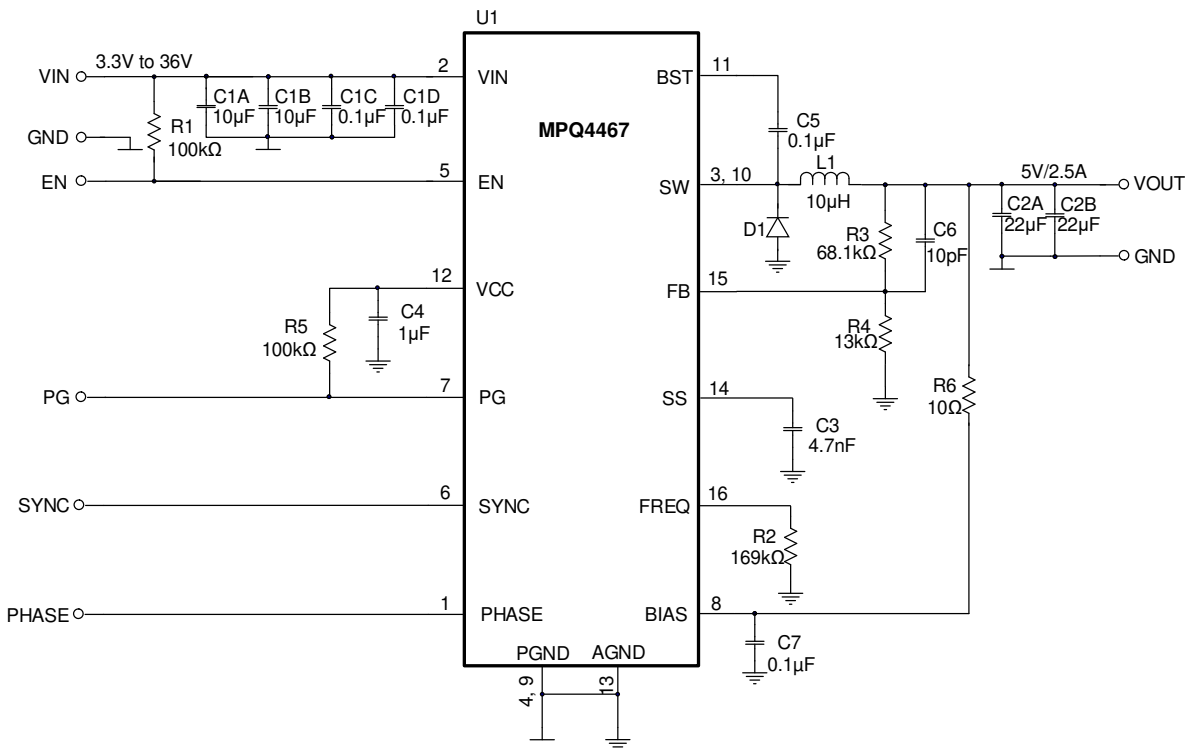 U1
MPQ4467
VIN
3.3V to 36V
2
VIN
C1A
10µF
C1B
10µF
C1C
0.1µF
C1D
0.1µF
GND
R1
100kΩ
EN
5
EN
12
VCC
C4
1µF
R5
100kΩ
PG
7
PG
SYNC
6
SYNC
PHASE
1
PHASE
PGND
4, 9
AGND
13
BST
11
C5
0.1µF
SW
3, 10
L1
10µH
D1
5V/2.5A
VOUT
R3
68.1kΩ
C6
10pF
C2A
22µF
C2B
22µF
GND
FB
15
R4
13kΩ
SS
14
C3
4.7nF
R6
10Ω
FREQ
16
R2
169kΩ
BIAS
8
C7
0.1µF